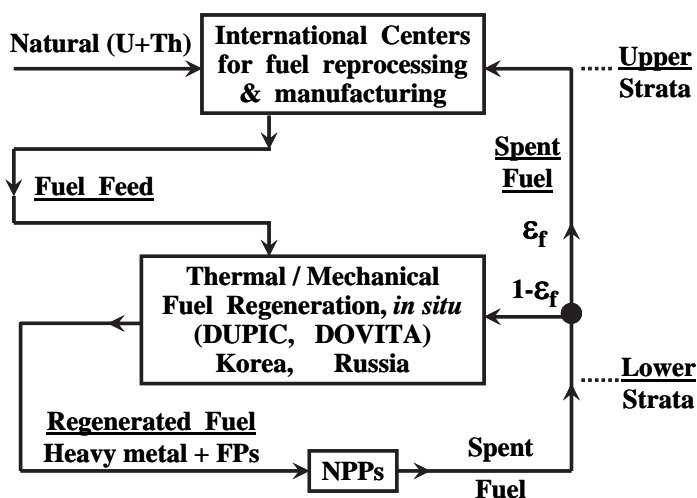 Natural (U+Th)
International Centers
for fuel reprocessing
& manufacturing
Upper
Strata
Spent
Fuel
Fuel Feed
εf
1-εf
Thermal / Mechanical
Fuel Regeneration, in situ
(DUPIC, DOVITA)
Korea, Russia
Lower
Strata
Regenerated Fuel
Heavy metal + FPs
NPPs
Spent
Fuel